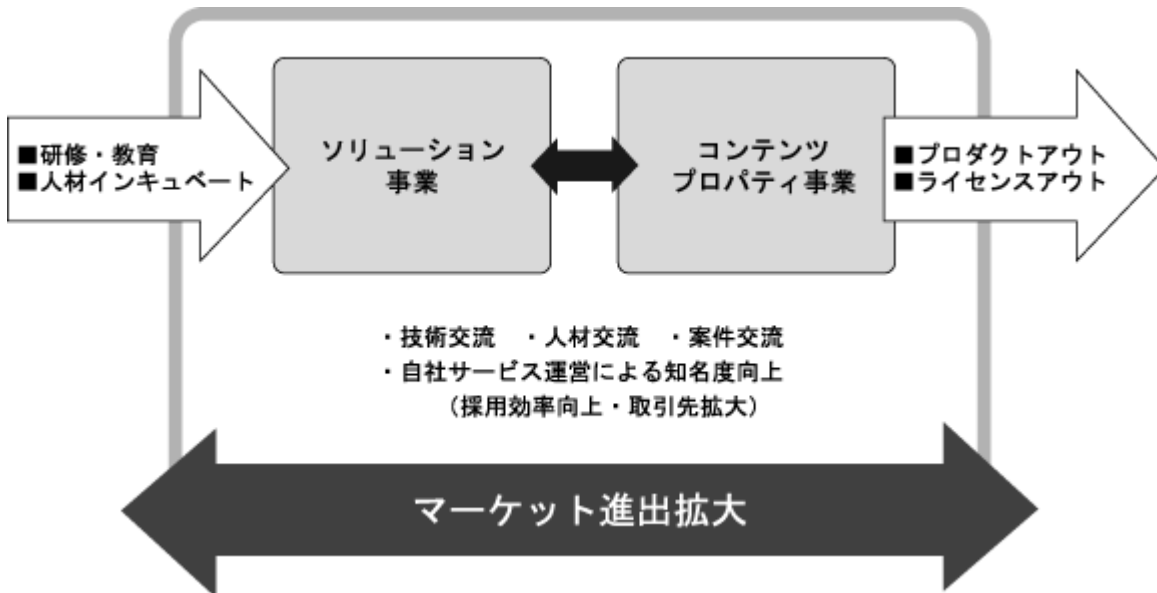 ■研修・教育
■人材インキュベート
ソリューション
事業
コンテンツ
プロパティ事業
■プロダクトアウト
■ライセンスアウト
・技術交流　・人材交流　・案件交流
・自社サービス運営による知名度向上
（採用効率向上・取引先拡大）
マーケット進出拡大